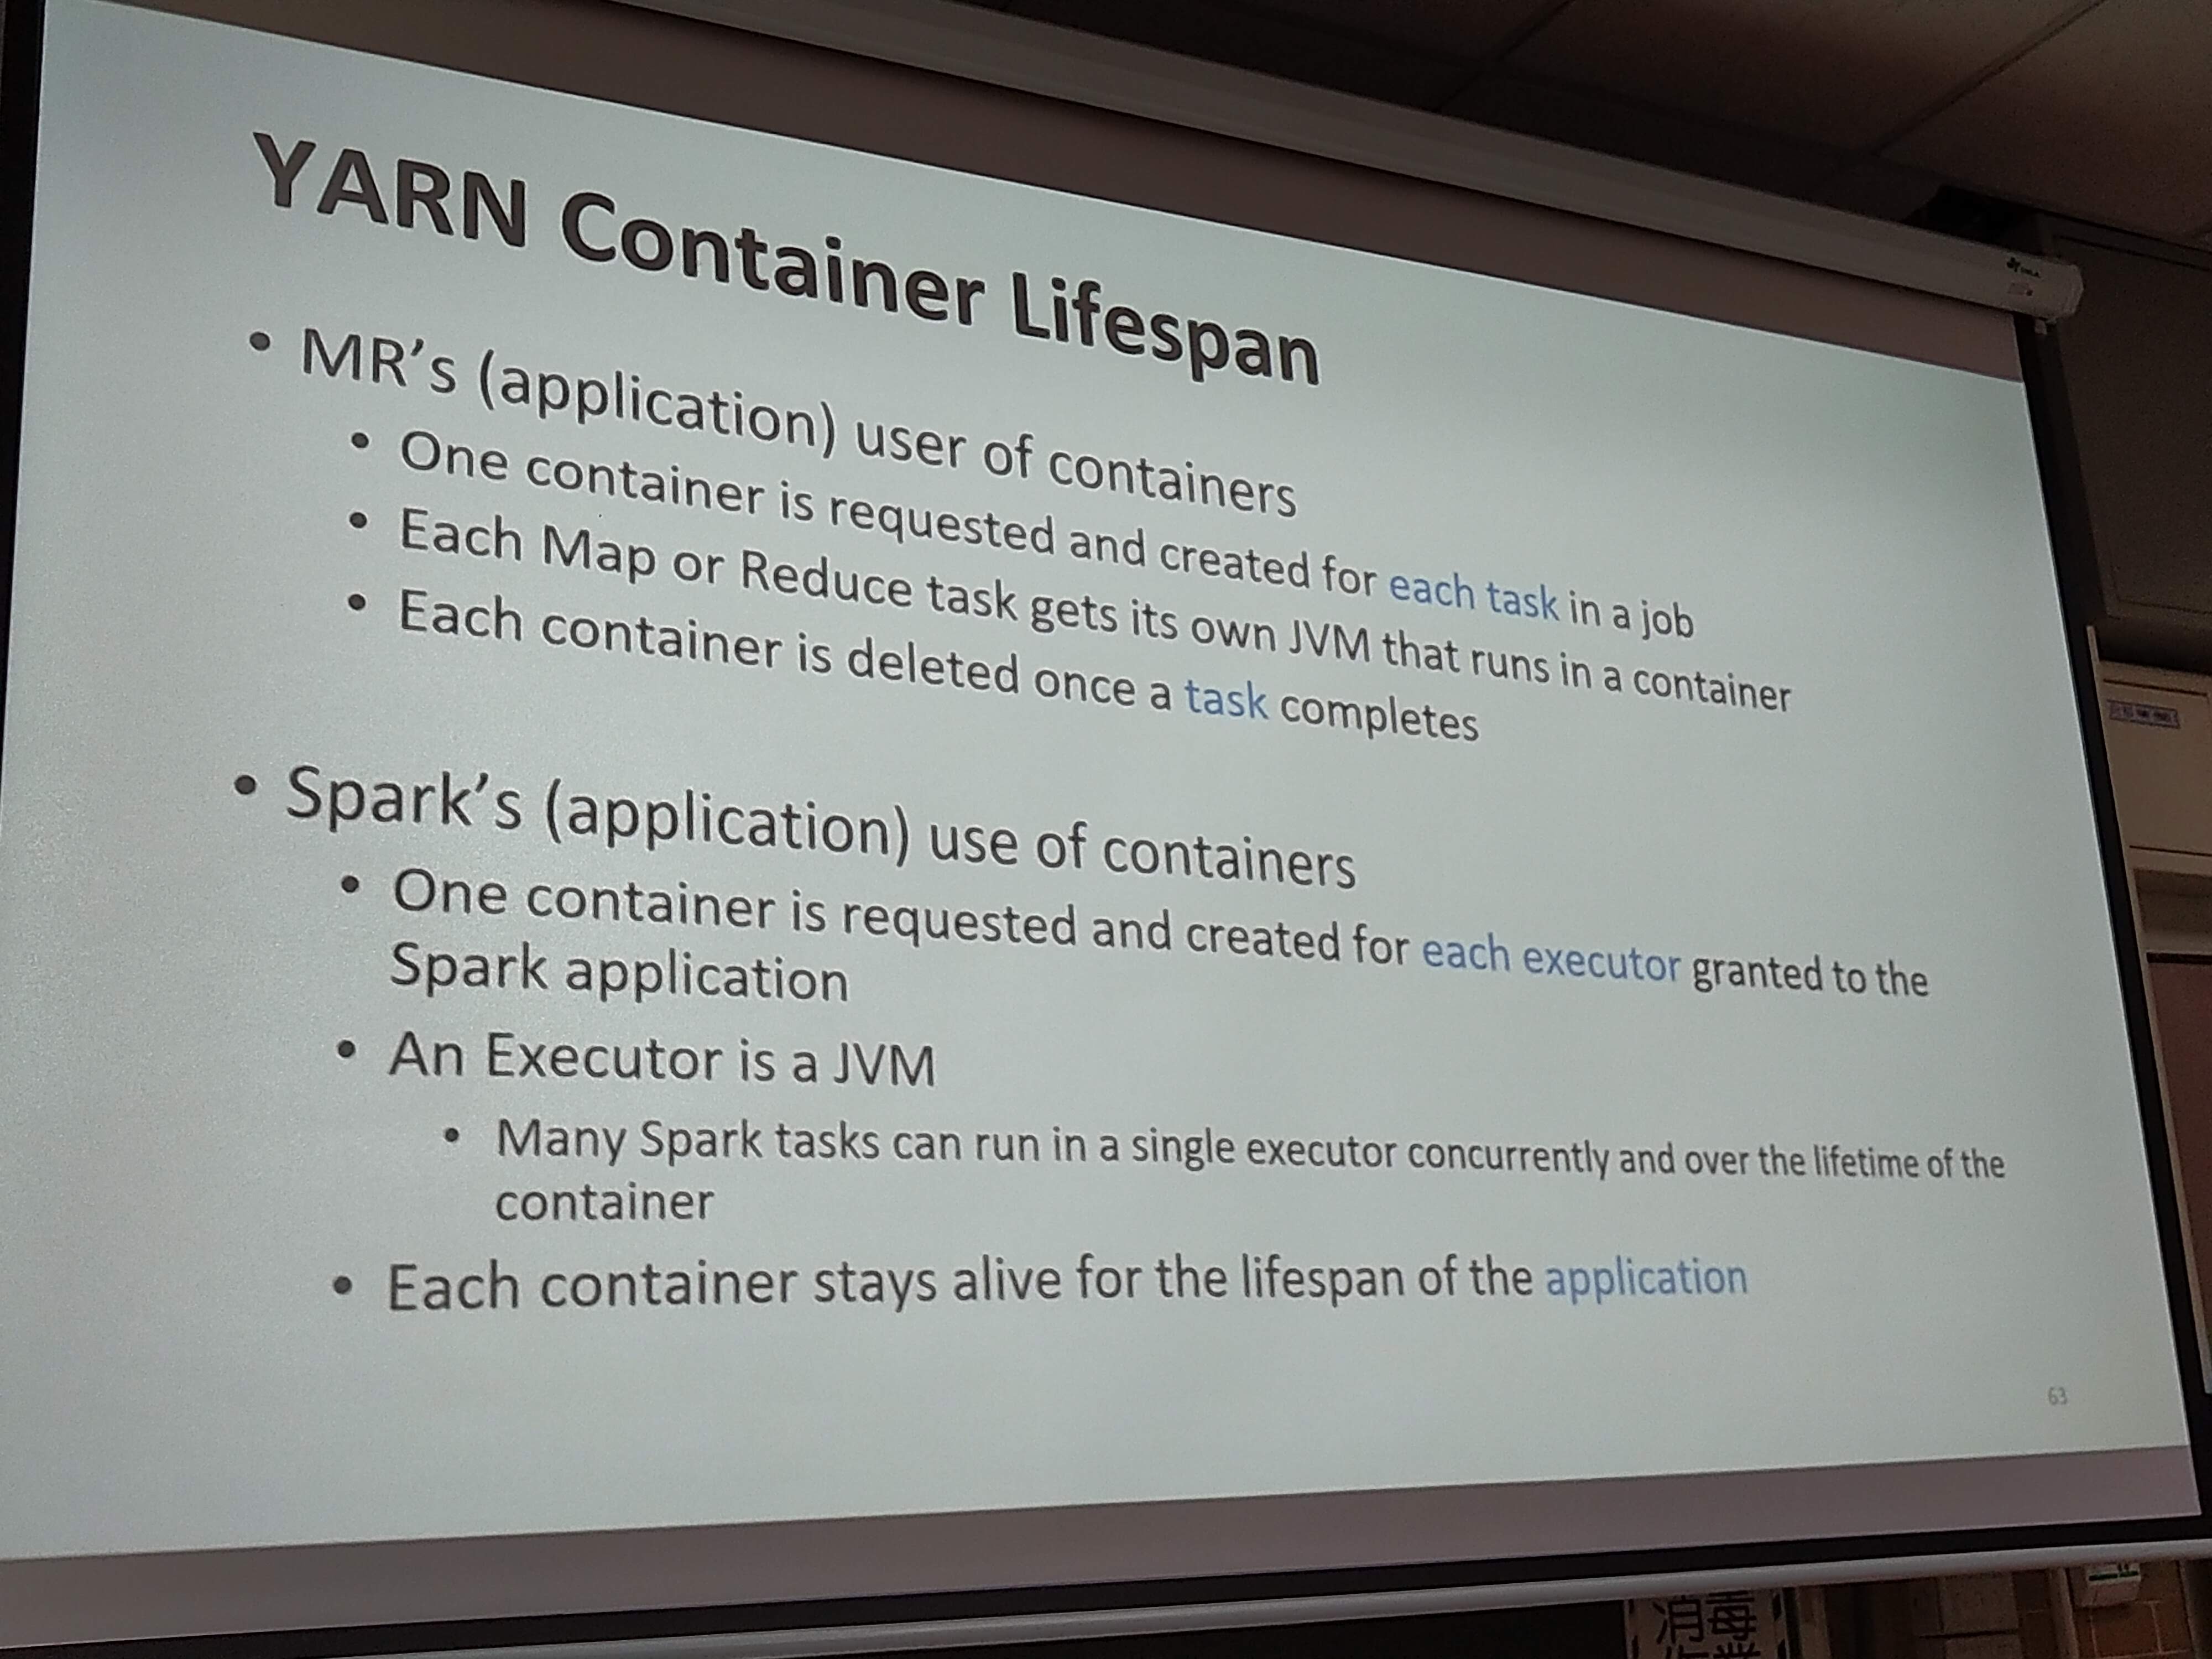 YARN Container Lifespan
• MR's (application) user of containers
• One container is requested and created for each task in a job
• Each Map or Reduce task gets its own JVM that runs in a container
• Each container is deleted once a task completes
• Spark's (application) use of containers
• One container is requested and created for each executor granted to the
Spark application
• An Executor is a JVM
• Many Spark tasks can run in a single executor concurrently and over the lifetime of the
container
• Each container stays alive for the lifespan of the application
63
消毒